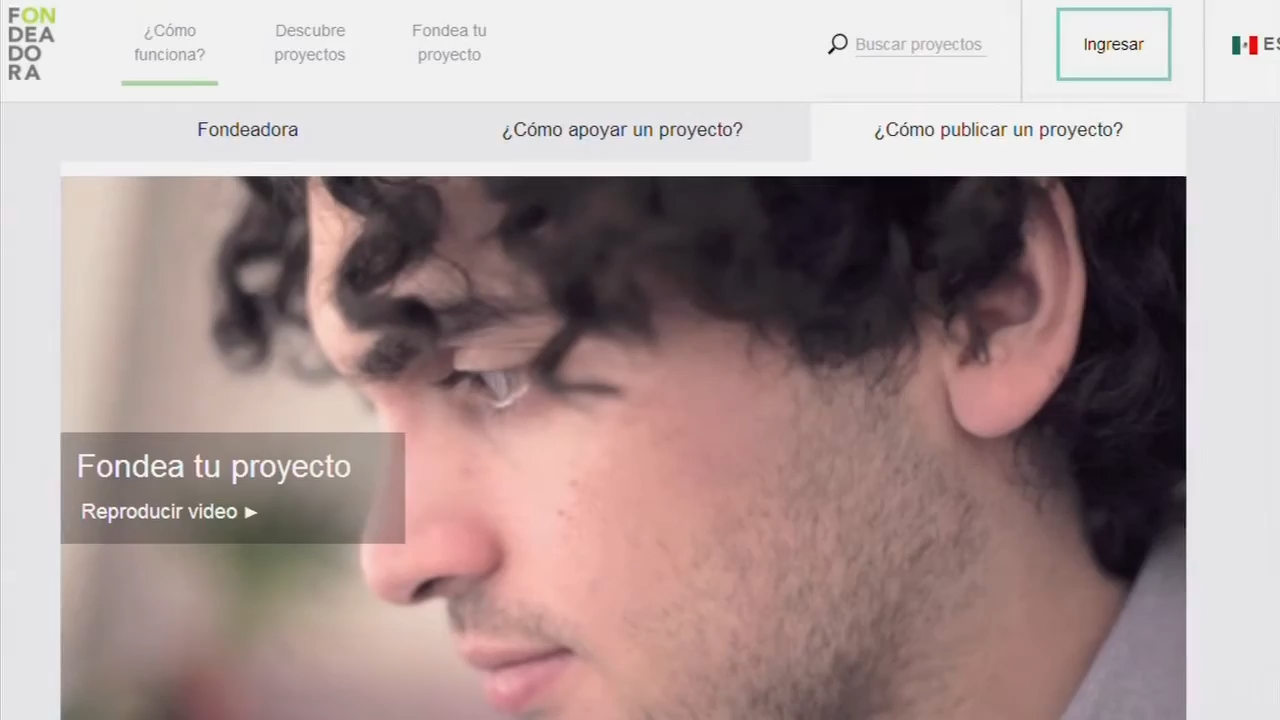 FON
DEA
DO
RA
¿Cómo
funciona?
Descubre
proyectos
Fondea tu
proyecto
Buscar proyectos
Ingresar
ES
Fondeadora
¿Cómo apoyar un proyecto?
¿Cómo publicar un proyecto?
Fondea tu proyecto
Reproducir video ►